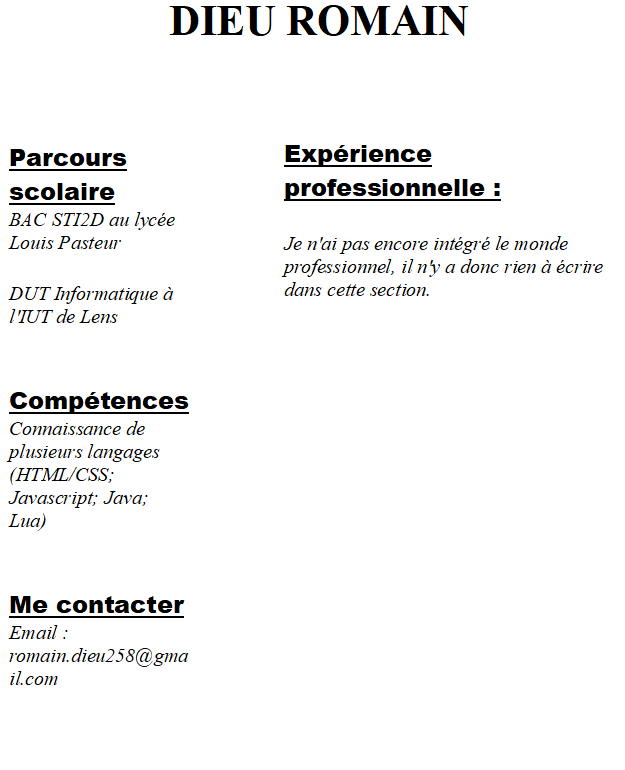 DIEU ROMAIN
Parcours
scolaire
BAC STI2D au lycée
Louis Pasteur
DUT Informatique à
l'IUT de Lens
Compétences
Connaissance de
plusieurs langages
(HTML/CSS;
Javascript; Java;
Lua)
Me contacter
Email :
romain.dieu258@gma
il.com
Expérience
professionnelle :
Je n'ai pas encore intégré le monde
professionnel, il n'y a donc rien à écrire
dans cette section.